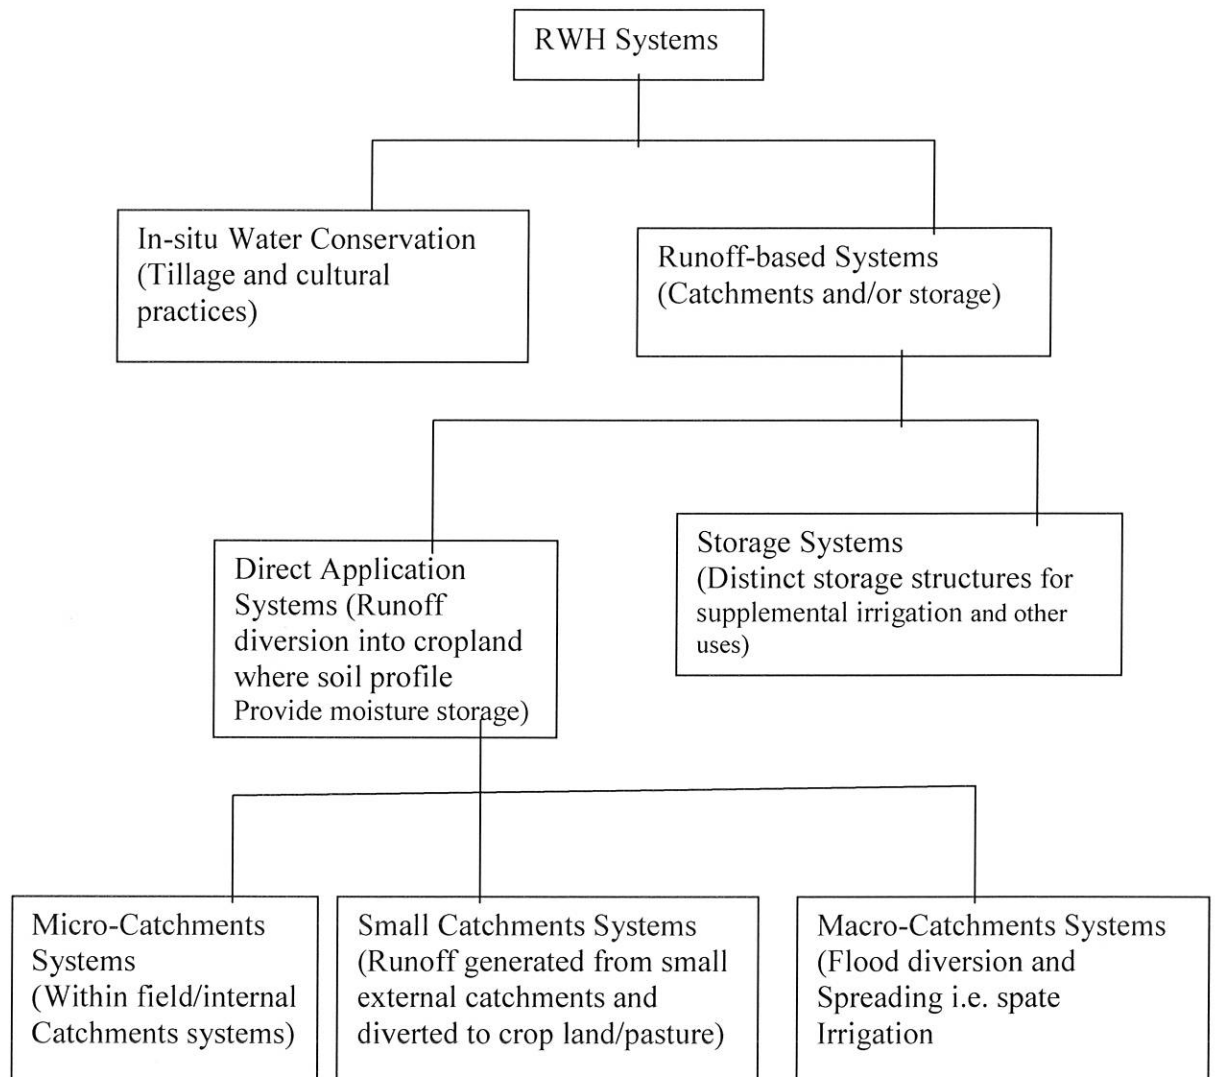 RWH Systems
In-situ Water Conservation
(Tillage and cultural
practices)
Runoff-based Systems
(Catchments and/or storage)
Direct Application
Systems (Runoff
diversion into cropland
where soil profile
Provide moisture storage)
Storage Systems
(Distinct storage structures for
supplemental irrigation and other
uses)
Micro-Catchments
Systems
(Within field/internal
Catchments systems)
Small Catchments Systems
(Runoff generated from small
external catchments and
diverted to crop land/pasture)
Macro-Catchments Systems
(Flood diversion and
Spreading i.e. spate
Irrigation